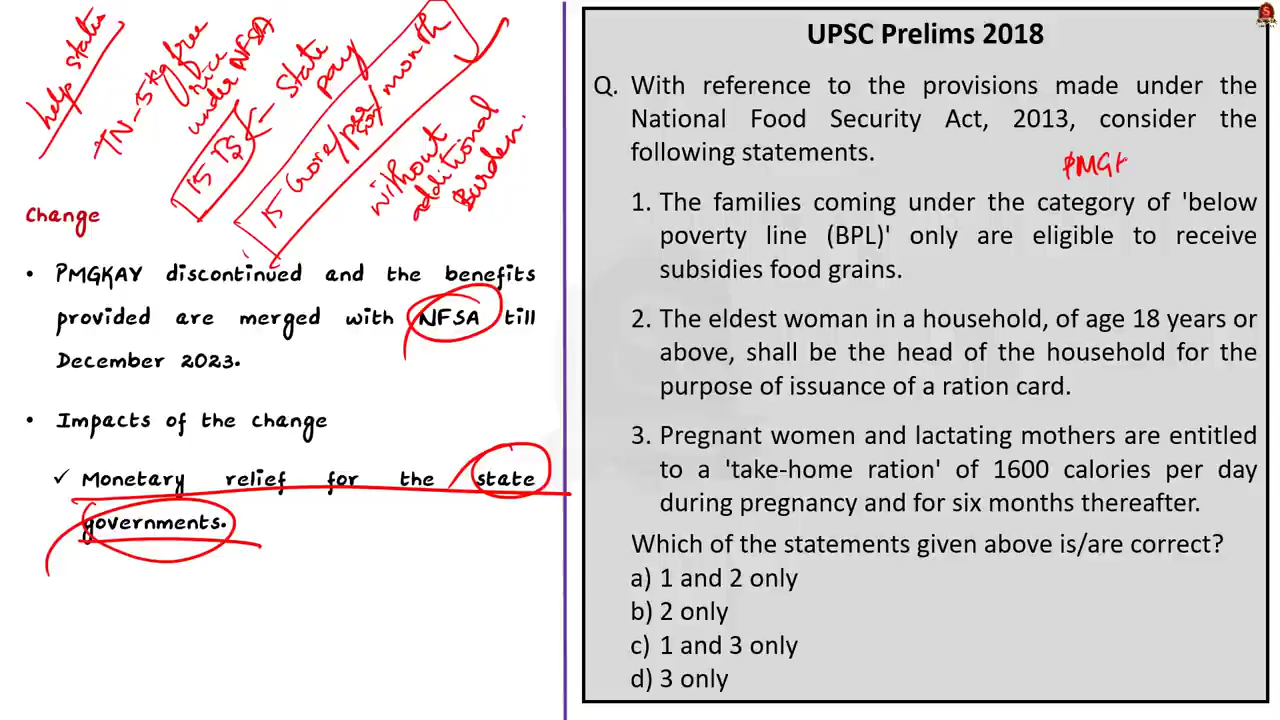 help states
TN - 5kg free
rice
under NFSA
15 Rs
State
pay
15 Crore/person/month
without
additional
Burden.
Change
• PMGKAY discontinued and the benefits
provided are merged with NFSA till
December 2023.
• Impacts of the change
✓ Monetary relief for the state
governments.
UPSC Prelims 2018
Q. With reference to the provisions made under the
National Food Security Act, 2013, consider the
following statements.
PMG
1. The families coming under the category of 'below
poverty line (BPL)' only are eligible to receive
subsidies food grains.
2. The eldest woman in a household, of age 18 years or
above, shall be the head of the household for the
purpose of issuance of a ration card.
3. Pregnant women and lactating mothers are entitled
to a 'take-home ration' of 1600 calories per day
during pregnancy and for six months thereafter.
Which of the statements given above is/are correct?
a) 1 and 2 only
b) 2 only
c) 1 and 3 only
d) 3 only